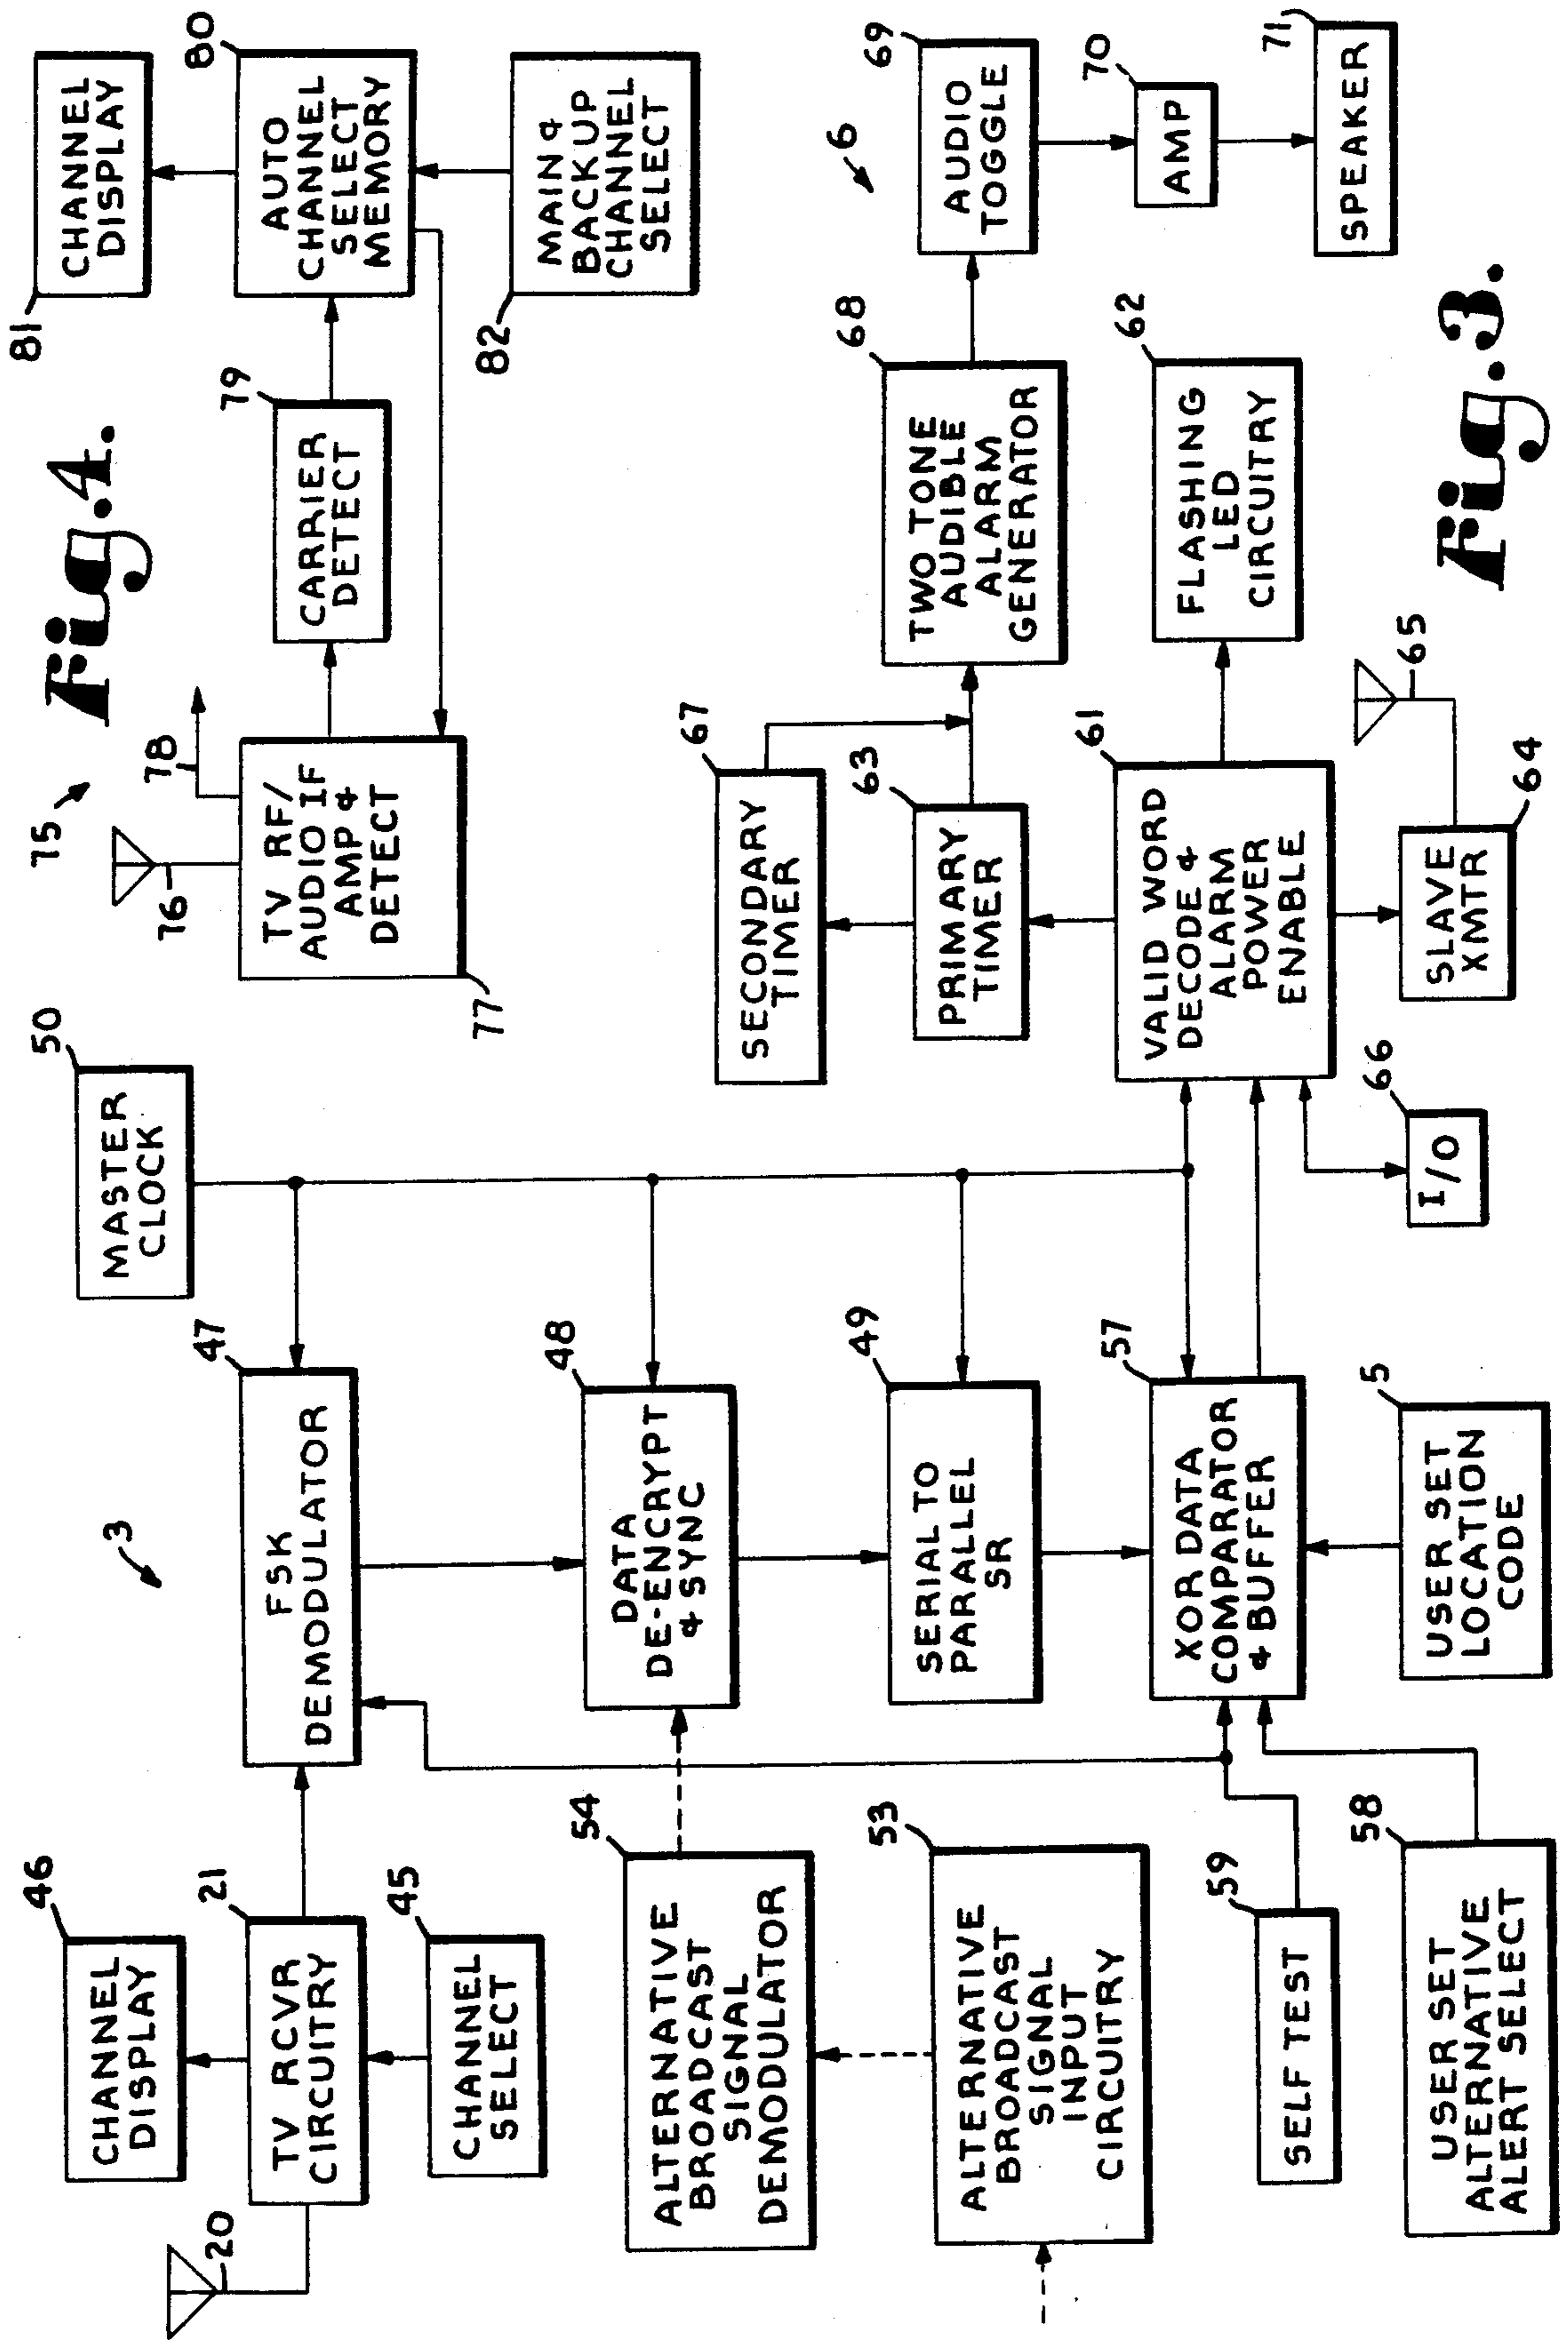 Fig.4.
75
76
78
TV RF/
AUDIO IF
AMP &
DETECT
77
CARRIER
DETECT
79
AUTO
CHANNEL
SELECT
MEMORY
80
CHANNEL
DISPLAY
81
MAIN &
BACKUP
CHANNEL
SELECT
82
Fig.3.
3
20
CHANNEL
DISPLAY
46
TV RCVR
CIRCUITRY
21
CHANNEL
SELECT
45
FSK
DEMODULATOR
47
MASTER
CLOCK
50
ALTERNATIVE
BROADCAST
SIGNAL
DEMODULATOR
54
DATA
DE-ENCRYPT
& SYNC
48
ALTERNATIVE
BROADCAST
SIGNAL
INPUT
CIRCUITRY
53
SERIAL TO
PARALLEL
SR
49
SELF TEST
59
XOR DATA
COMPARATOR
& BUFFER
57
USER SET
ALTERNATIVE
ALERT SELECT
58
USER SET
LOCATION
CODE
5
SECONDARY
TIMER
67
PRIMARY
TIMER
63
VALID WORD
DECODE &
ALARM
POWER
ENABLE
61
I/O
66
SLAVE
XMTR
64
65
6
TWO TONE
AUDIBLE
ALARM
GENERATOR
68
FLASHING
LED
CIRCUITRY
62
AUDIO
TOGGLE
69
AMP
70
SPEAKER
71